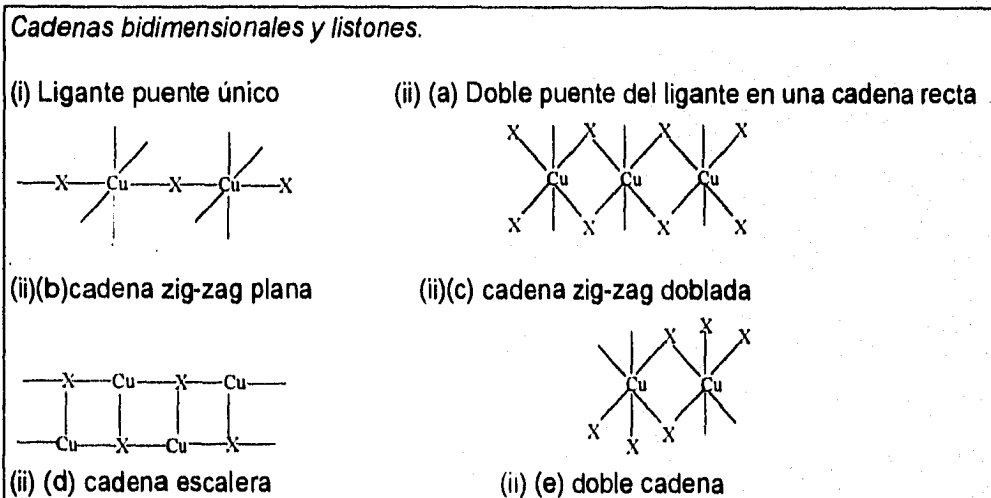 Cadenas bidimensionales y listones.
(i) Ligante puente único
(ii) (a) Doble puente del ligante en una cadena recta
X Cu X Cu X
X X X X
Cu Cu Cu
X X X X
(ii)(b)cadena zig-zag plana
(ii)(c) cadena zig-zag doblada
X Cu X Cu
Cu X Cu X
X X X
Cu Cu
X X X
(ii) (d) cadena escalera
(ii) (e) doble cadena